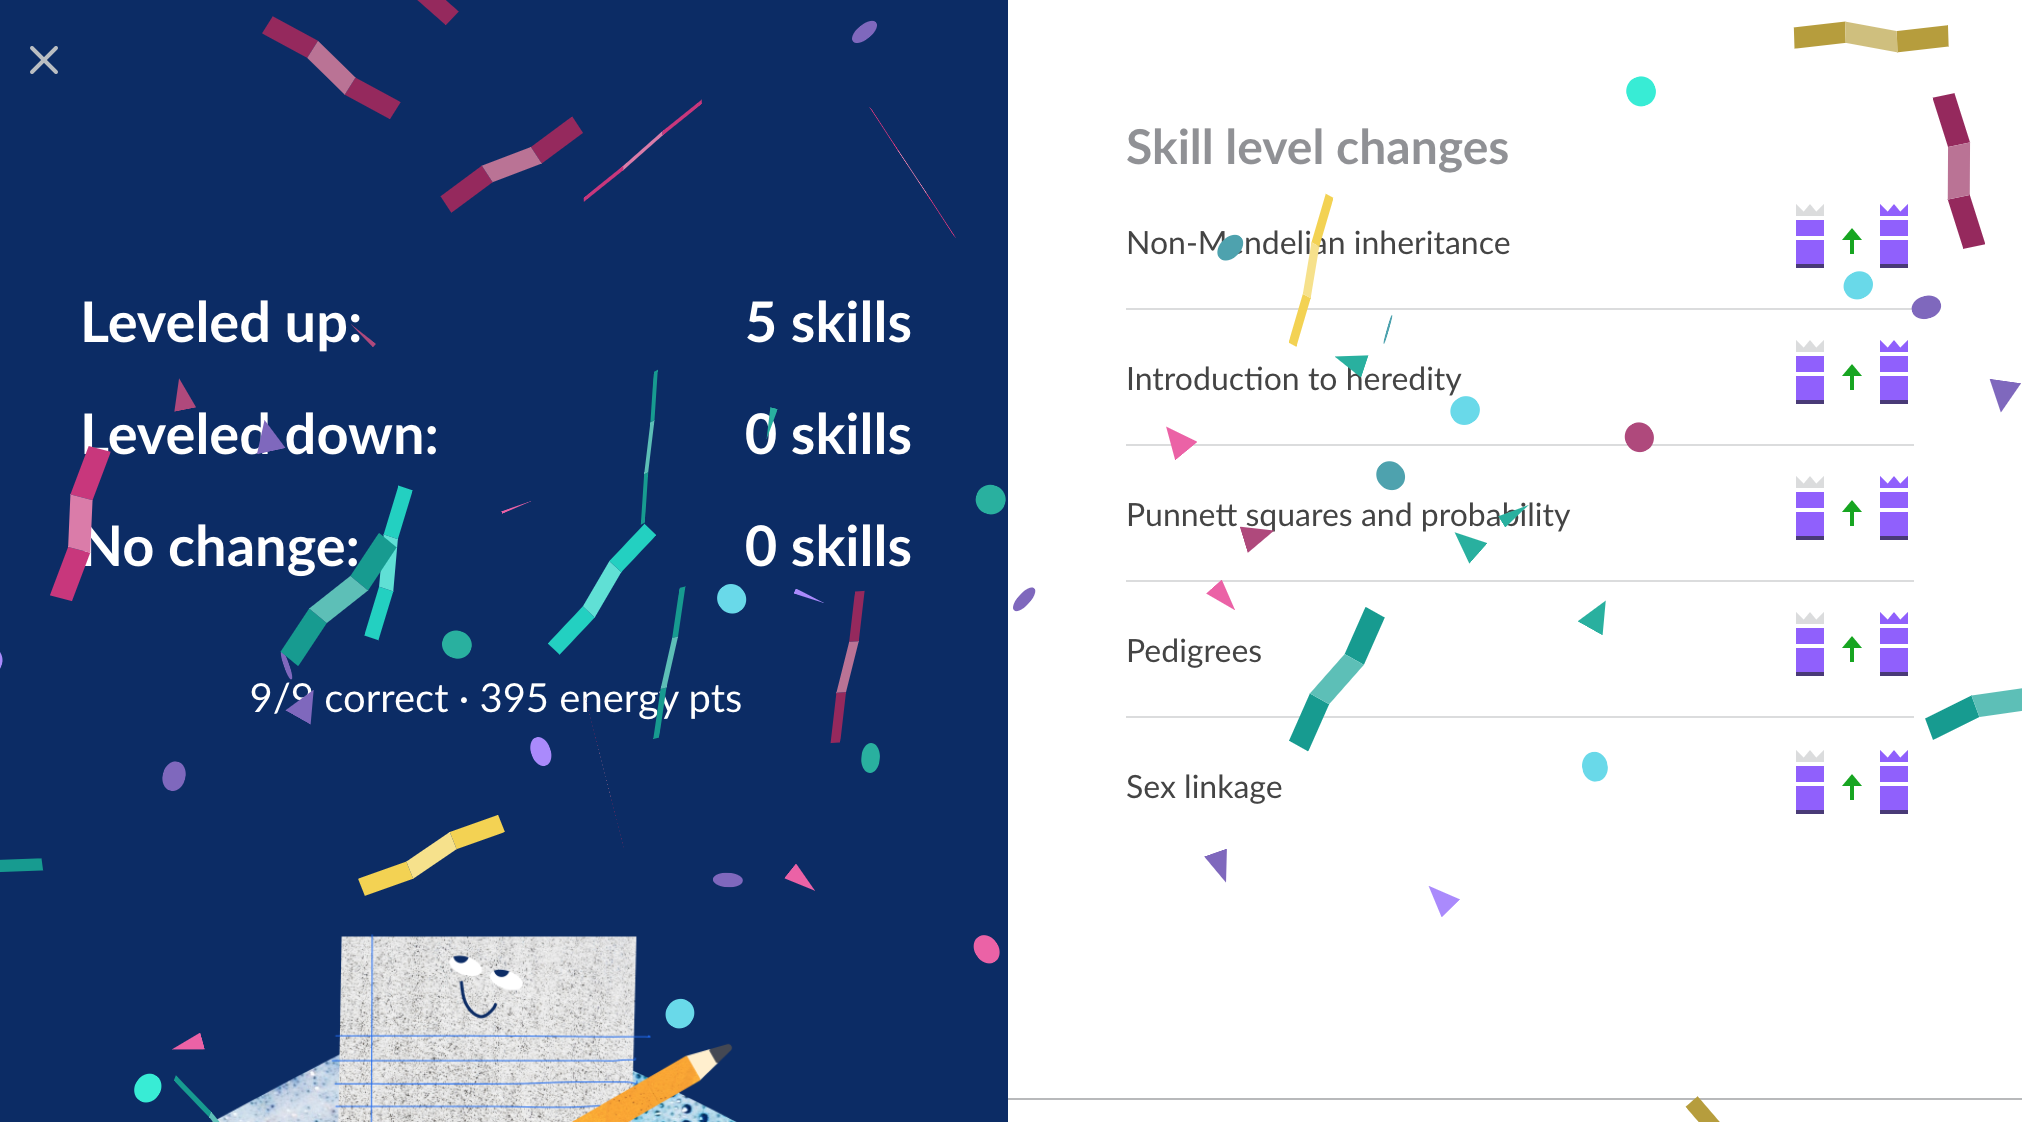 Leveled up: 5 skills
Leveled down: 0 skills
No change: 0 skills
9/9 correct · 395 energy pts
Skill level changes
Non-Mendelian inheritance
Introduction to heredity
Punnett squares and probability
Pedigrees
Sex linkage